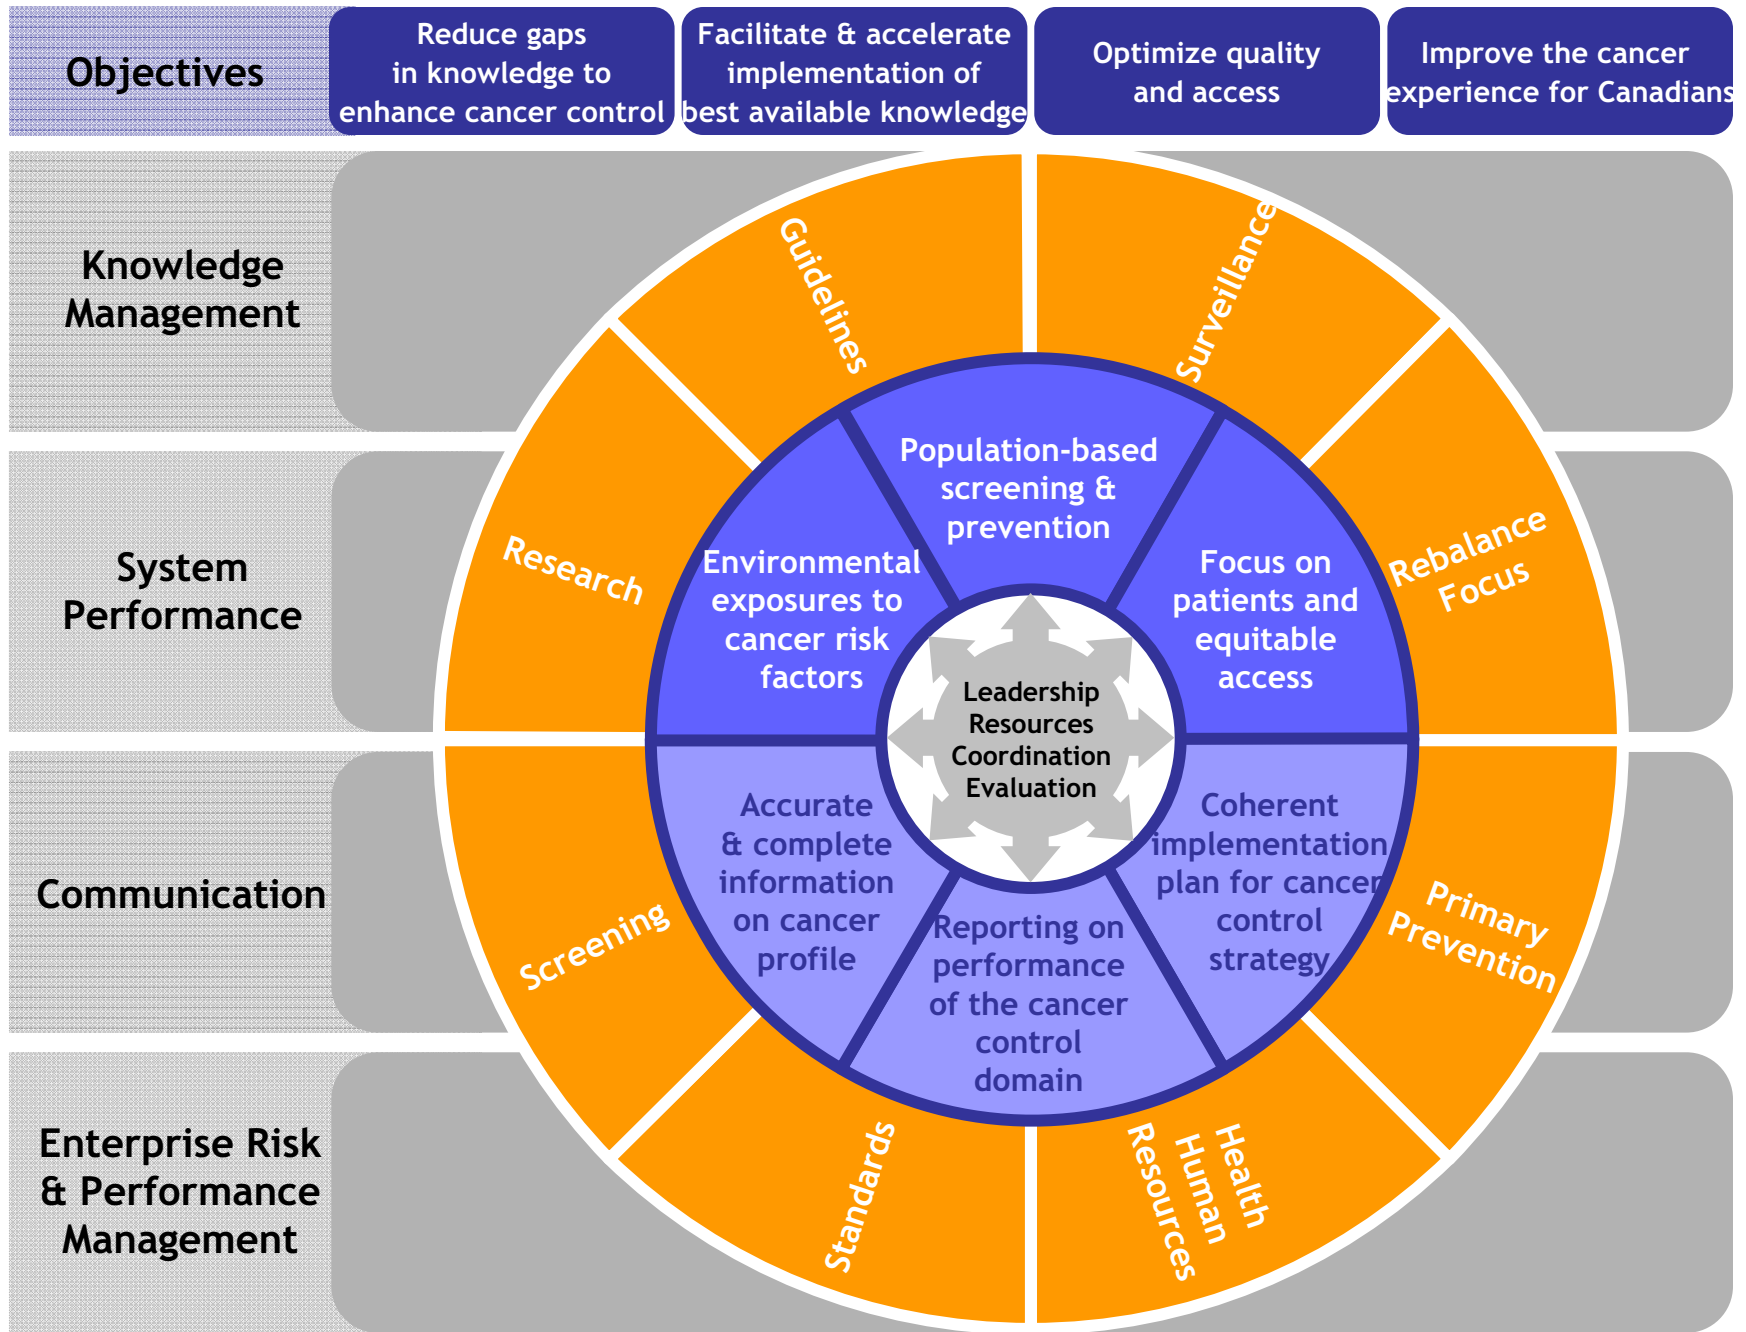 Objectives
Reduce gaps
in knowledge to
enhance cancer control
Facilitate & accelerate
implementation of
best available knowledge
Optimize quality
and access
Improve the cancer
experience for Canadians
Knowledge
Management
System
Performance
Communication
Enterprise Risk
& Performance
Management
Guidelines
Surveillance
Rebalance
Focus
Primary
Prevention
Health
Human
Resources
Standards
Screening
Research
Population-based
screening &
prevention
Focus on
patients and
equitable
access
Coherent
implementation
plan for cancer
control
strategy
Reporting on
performance
of the cancer
control
domain
Accurate
& complete
information
on cancer
profile
Environmental
exposures to
cancer risk
factors
Leadership
Resources
Coordination
Evaluation